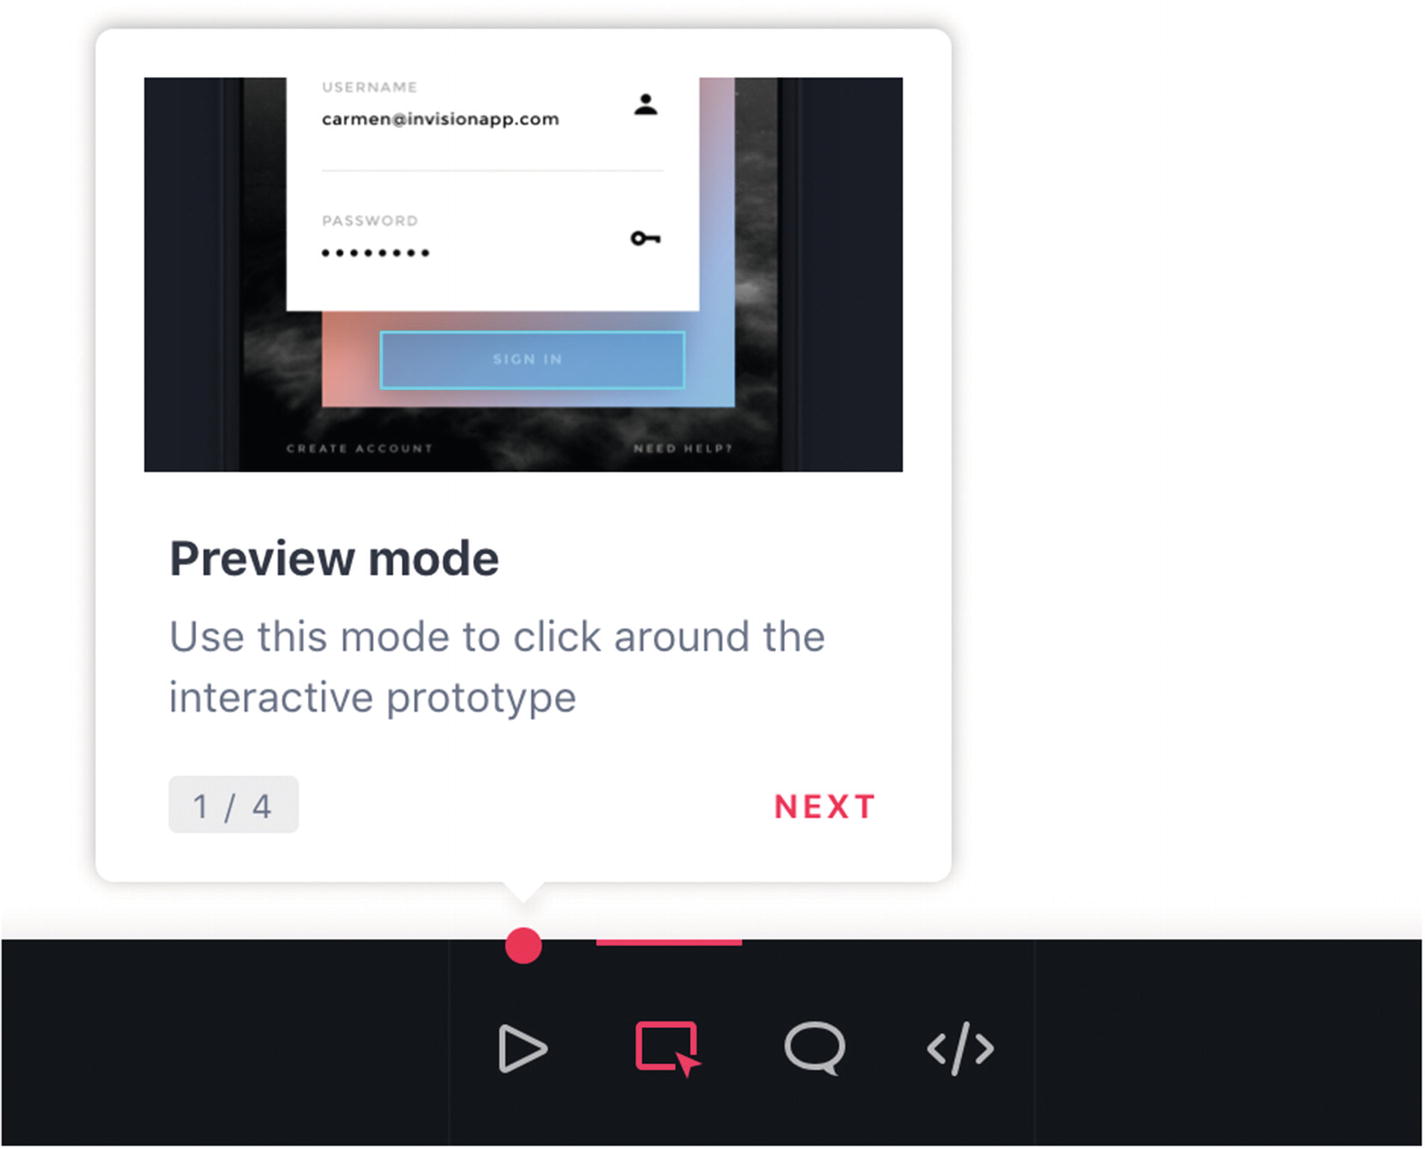 USERNAME
carmen@invisionapp.com
PASSWORD
SIGN IN
CREATE ACCOUNT NEED HELP?
Preview mode
Use this mode to click around the
interactive prototype
1 / 4 NEXT